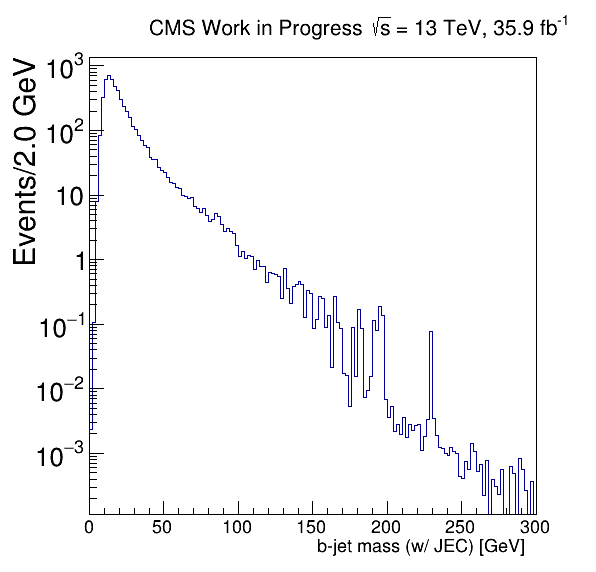 CMS Work in Progress √s = 13 TeV, 35.9 fb⁻¹
Events/2.0 GeV
10³
10²
10
1
10⁻¹
10⁻²
10⁻³
0 50 100 150 200 250 300
b-jet mass (w/ JEC) [GeV]